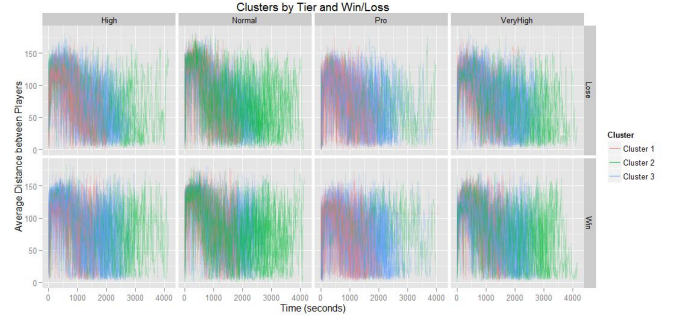 Clusters by Tier and Win/Loss
High
Normal
Pro
VeryHigh
Average Distance between Players
150
100
50
0
Lose
150
100
50
0
Win
0 1000 2000 3000 4000
0 1000 2000 3000 4000
0 1000 2000 3000 4000
0 1000 2000 3000 4000
Time (seconds)
Cluster
Cluster 1
Cluster 2
Cluster 3